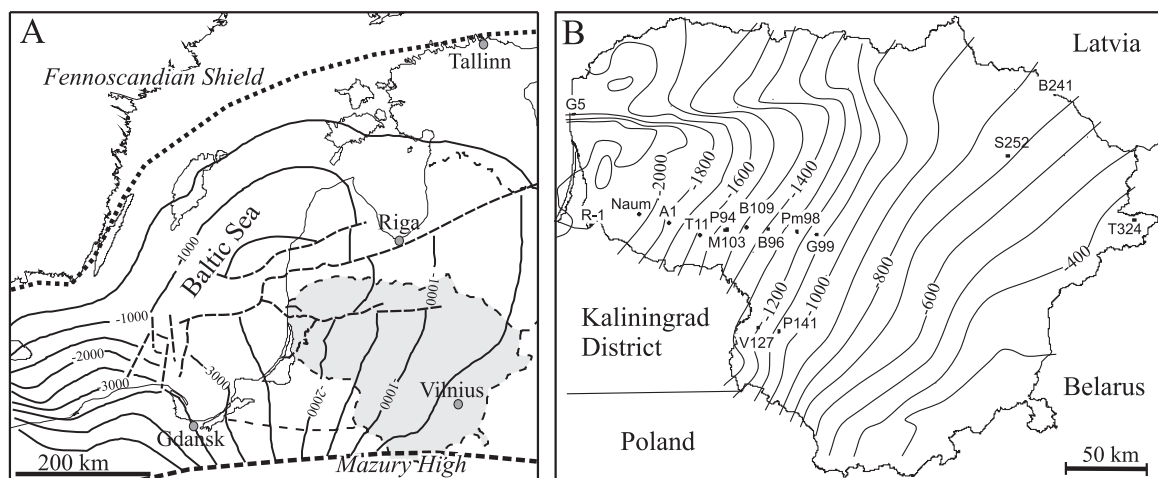 A
Fennoscandian Shield
Tallinn
Riga
Baltic Sea
-1000
-1000
-2000
3000
-3000
2000
-1000
1000
Vilnius
Gdansk
200 km
Mazury High
B
Latvia
G5
B241
S252
-2000
-1800
-1600
-1400
R-1
Naum
A1
T11
P94
M103
B109
B96
Pm98
G99
T324
-400
-800
-600
-1200
-1000
P141
V127
Kaliningrad
District
Belarus
Poland
50 km